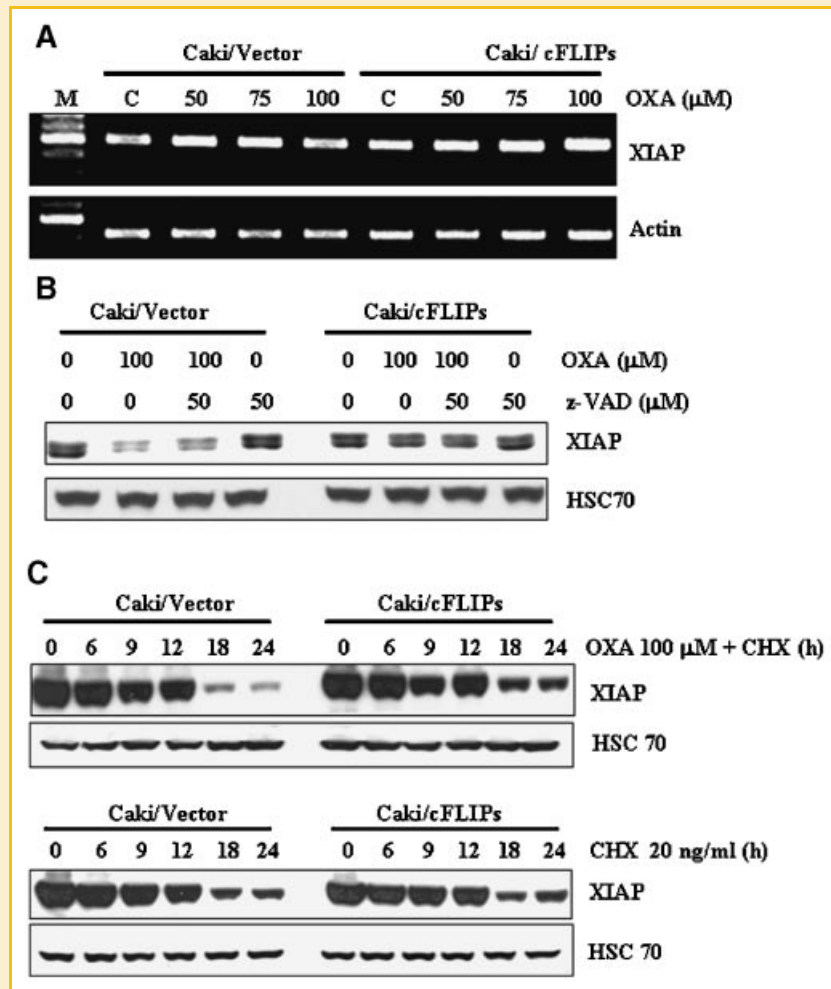 A
Caki/Vector Caki/ cFLIPs
M C 50 75 100 C 50 75 100 OXA (µM)
XIAP
Actin
B
Caki/Vector Caki/cFLIPs
0 100 100 0 0 100 100 0 OXA (µM)
0 0 50 50 0 0 50 50 z-VAD (µM)
XIAP
HSC70
C
Caki/Vector Caki/cFLIPs
0 6 9 12 18 24 0 6 9 12 18 24 OXA 100 µM + CHX (h)
XIAP
HSC 70
Caki/Vector Caki/cFLIPs
0 6 9 12 18 24 0 6 9 12 18 24 CHX 20 ng/ml (h)
XIAP
HSC 70